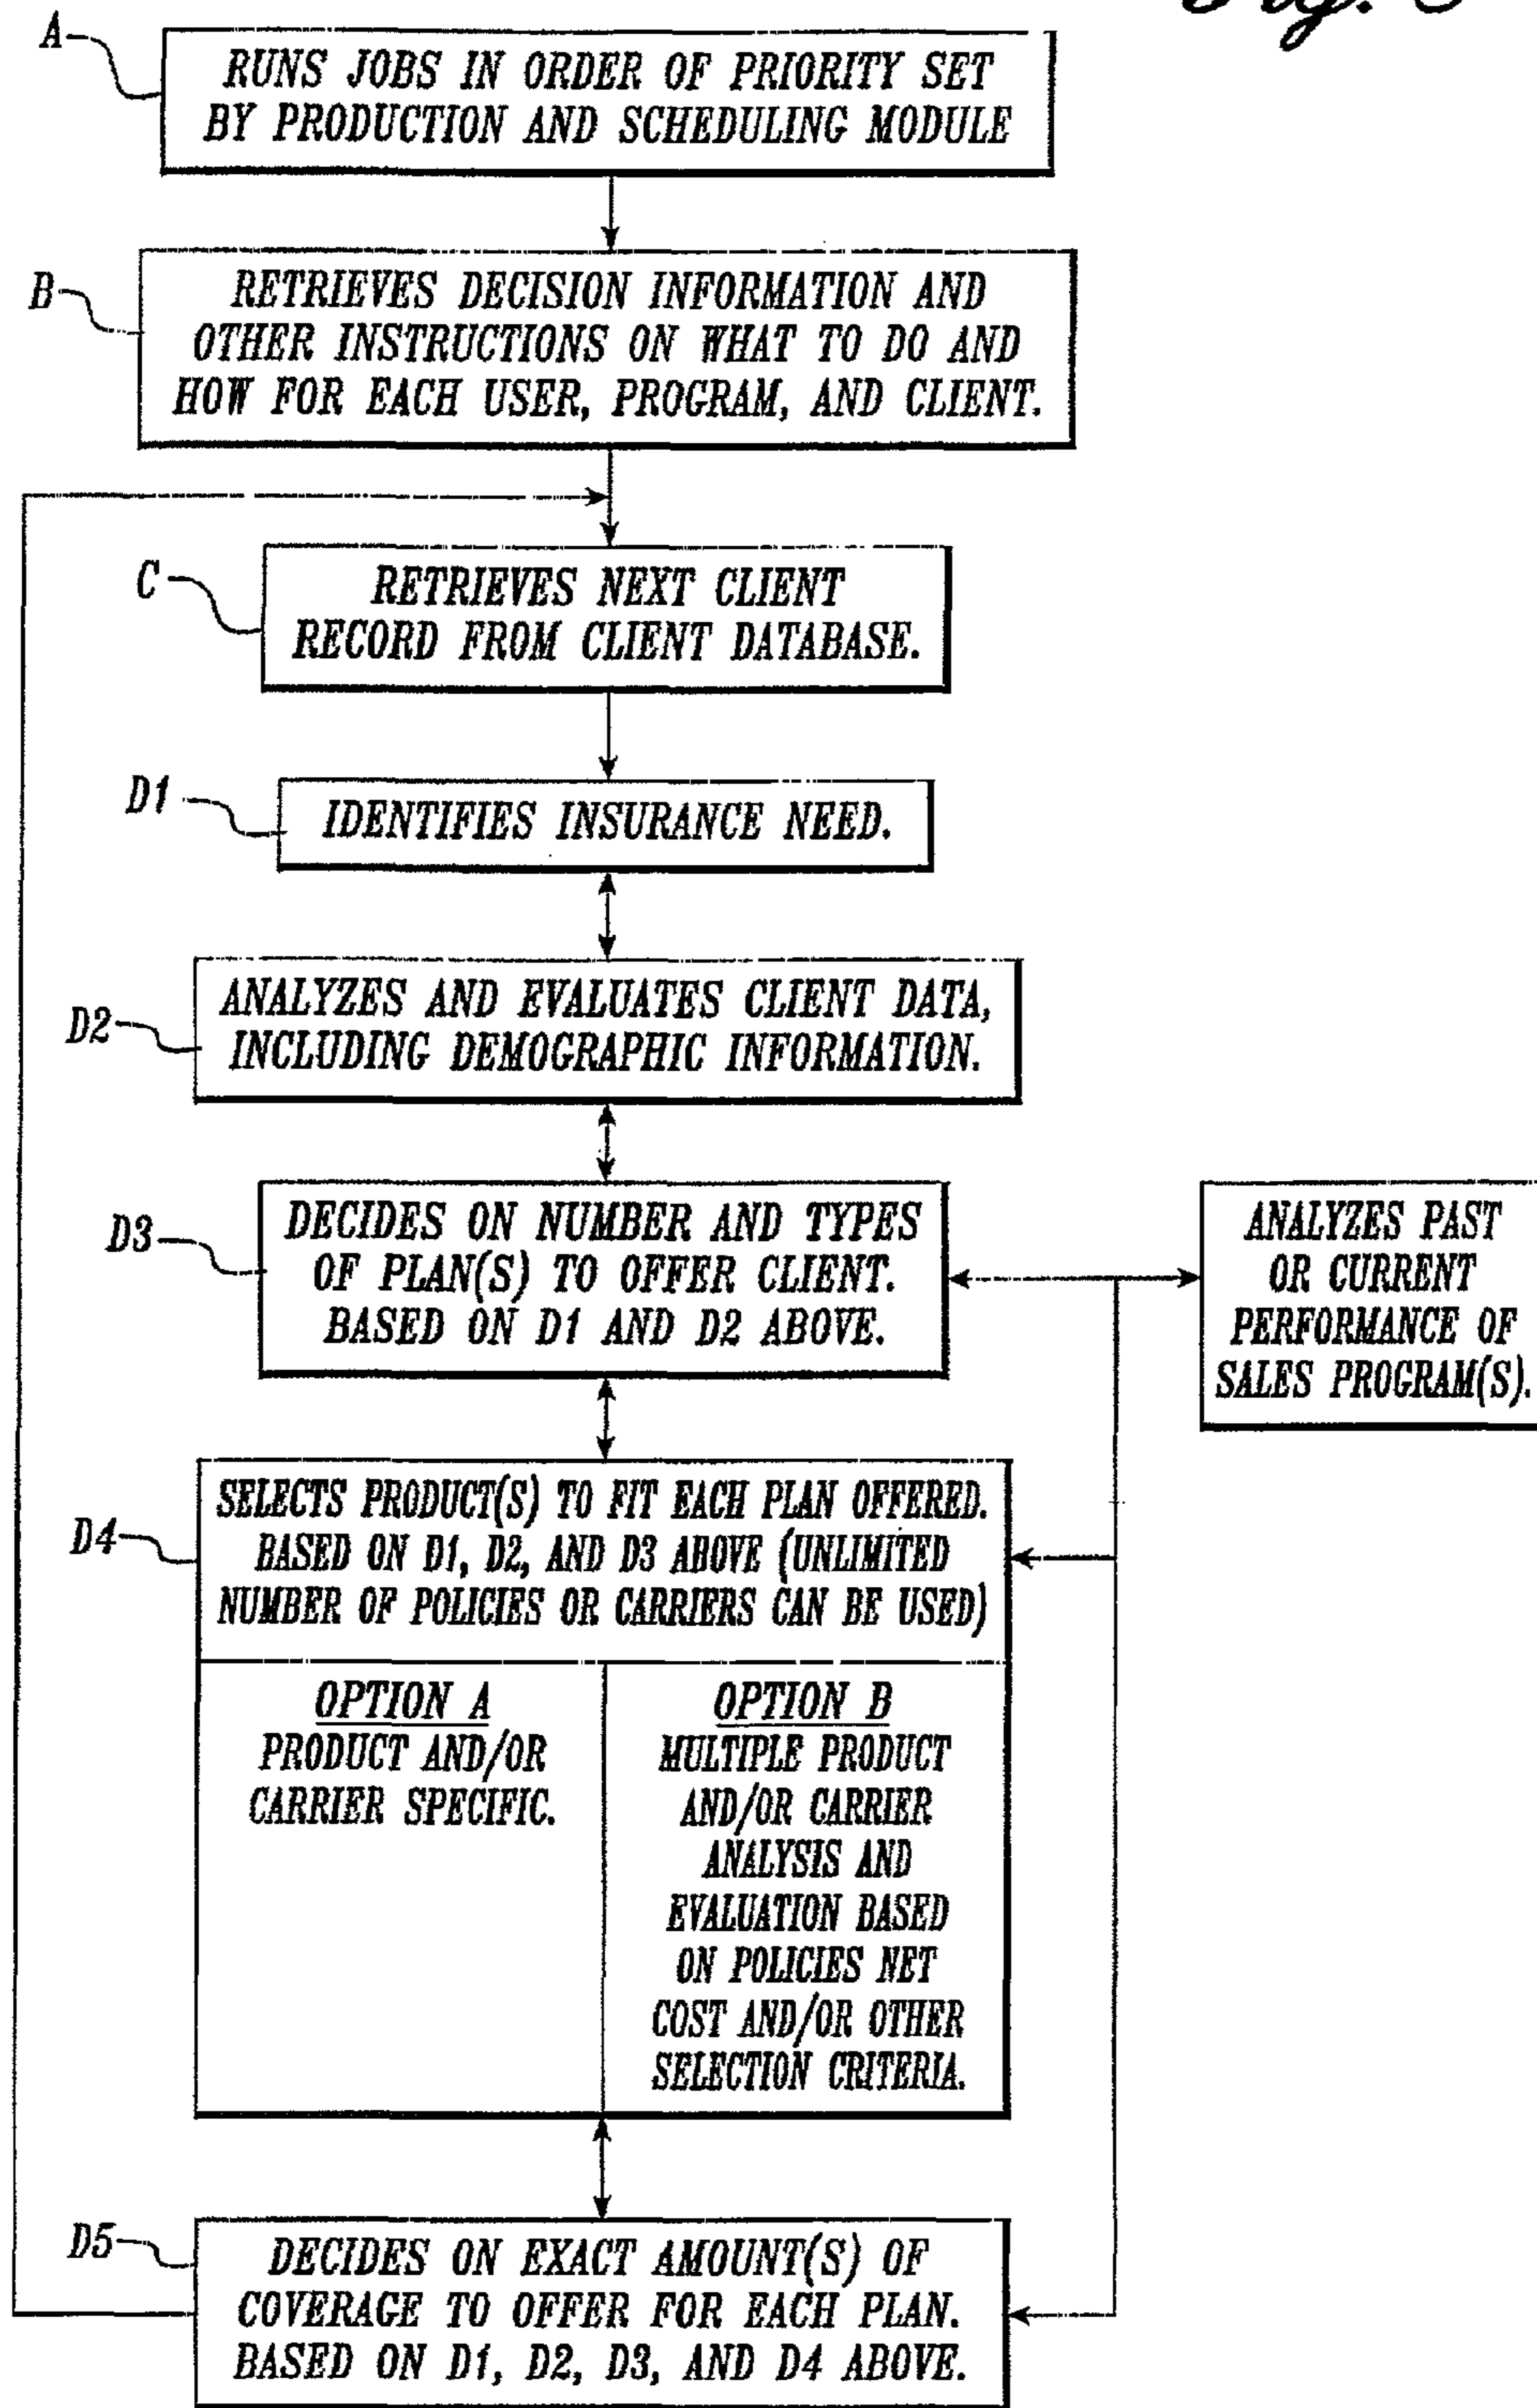 Fig.
A
RUNS JOBS IN ORDER OF PRIORITY SET
BY PRODUCTION AND SCHEDULING MODULE
B
RETRIEVES DECISION INFORMATION AND
OTHER INSTRUCTIONS ON WHAT TO DO AND
HOW FOR EACH USER, PROGRAM, AND CLIENT.
C
RETRIEVES NEXT CLIENT
RECORD FROM CLIENT DATABASE.
D1
IDENTIFIES INSURANCE NEED.
D2
ANALYZES AND EVALUATES CLIENT DATA,
INCLUDING DEMOGRAPHIC INFORMATION.
D3
DECIDES ON NUMBER AND TYPES
OF PLAN(S) TO OFFER CLIENT.
BASED ON D1 AND D2 ABOVE.
ANALYZES PAST
OR CURRENT
PERFORMANCE OF
SALES PROGRAM(S).
D4
SELECTS PRODUCT(S) TO FIT EACH PLAN OFFERED.
BASED ON D1, D2, AND D3 ABOVE (UNLIMITED
NUMBER OF POLICIES OR CARRIERS CAN BE USED)
OPTION A
PRODUCT AND/OR
CARRIER SPECIFIC.
OPTION B
MULTIPLE PRODUCT
AND/OR CARRIER
ANALYSIS AND
EVALUATION BASED
ON POLICIES NET
COST AND/OR OTHER
SELECTION CRITERIA.
D5
DECIDES ON EXACT AMOUNT(S) OF
COVERAGE TO OFFER FOR EACH PLAN.
BASED ON D1, D2, D3, AND D4 ABOVE.